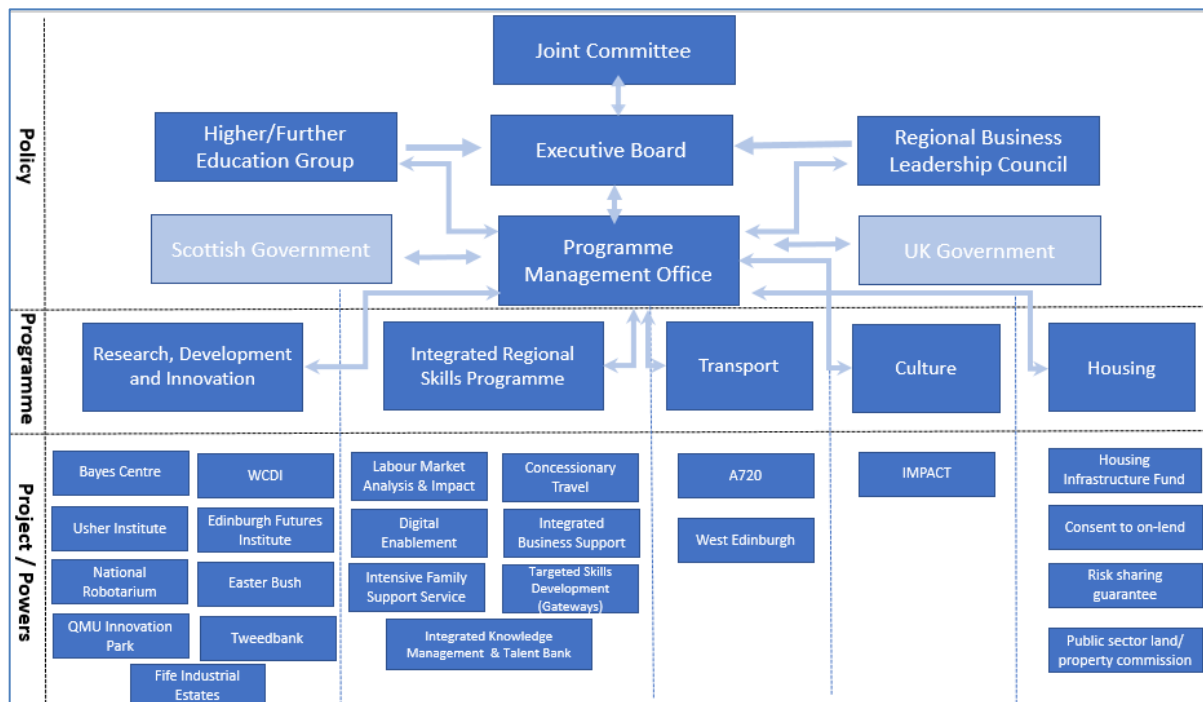 Policy
Joint Committee
Higher/Further
Education Group
Executive Board
Regional Business
Leadership Council
Scottish Government
Programme
Management Office
UK Government
Programme
Research, Development
and Innovation
Integrated Regional
Skills Programme
Transport
Culture
Housing
Project / Powers
Bayes Centre
WCDI
Usher Institute
Edinburgh Futures
Institute
National
Robotarium
Easter Bush
QMU Innovation
Park
Tweedbank
Fife Industrial
Estates
Labour Market
Analysis & Impact
Concessionary
Travel
Digital
Enablement
Integrated
Business Support
Intensive Family
Support Service
Targeted Skills
Development
(Gateways)
Integrated Knowledge
Management & Talent Bank
A720
West Edinburgh
IMPACT
Housing
Infrastructure Fund
Consent to on-lend
Risk sharing
guarantee
Public sector land/
property commission